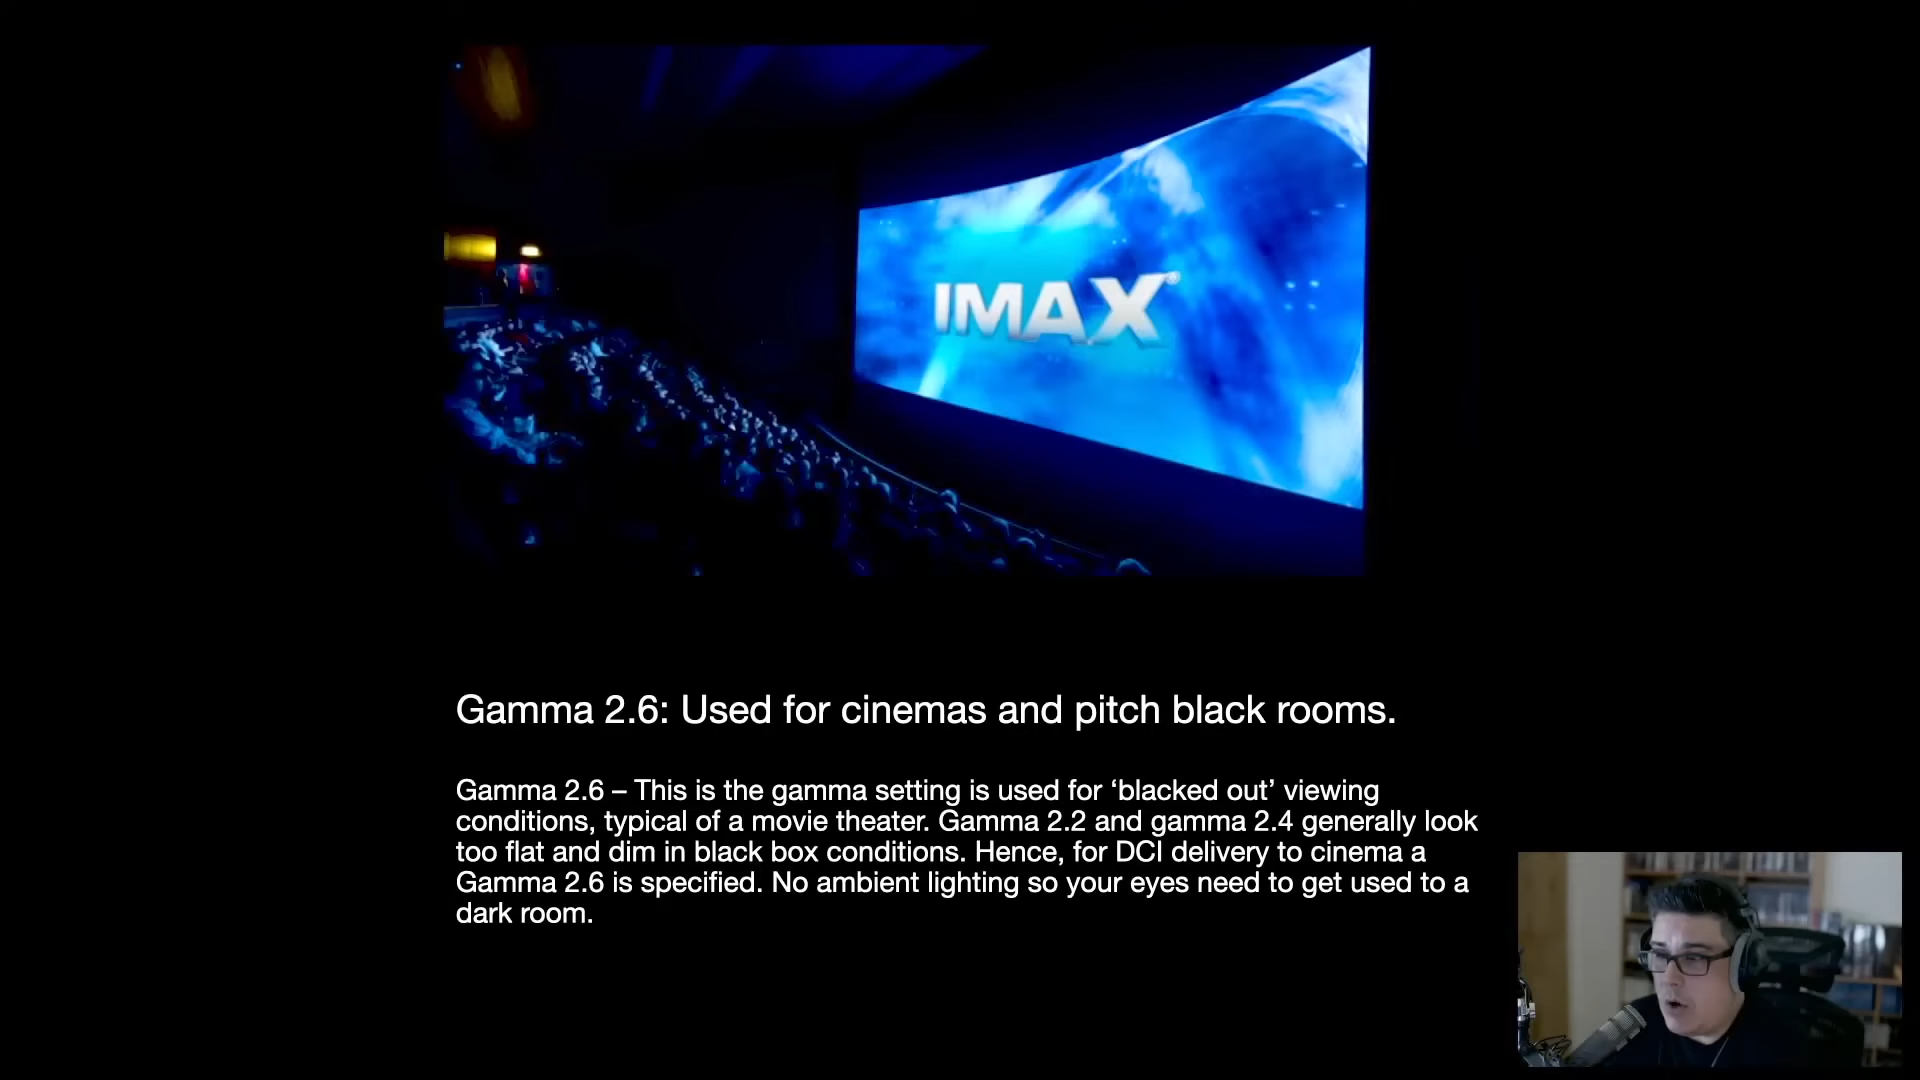 IMAX®
Gamma 2.6: Used for cinemas and pitch black rooms.
Gamma 2.6 – This is the gamma setting is used for ‘blacked out’ viewing
conditions, typical of a movie theater. Gamma 2.2 and gamma 2.4 generally look
too flat and dim in black box conditions. Hence, for DCI delivery to cinema a
Gamma 2.6 is specified. No ambient lighting so your eyes need to get used to a
dark room.